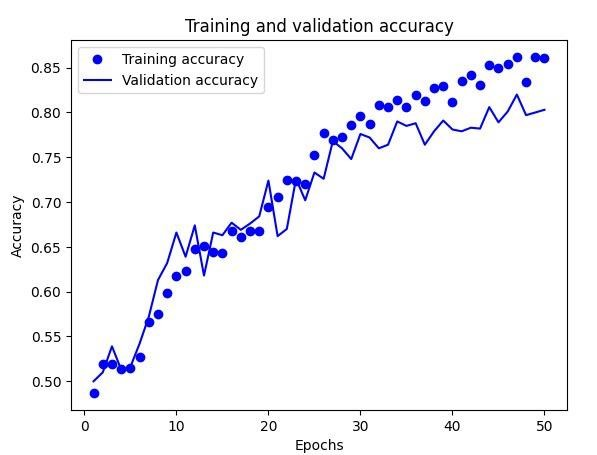 Training and validation accuracy
Training accuracy
Validation accuracy
Accuracy
0.85
0.80
0.75
0.70
0.65
0.60
0.55
0.50
0 10 20 30 40 50
Epochs